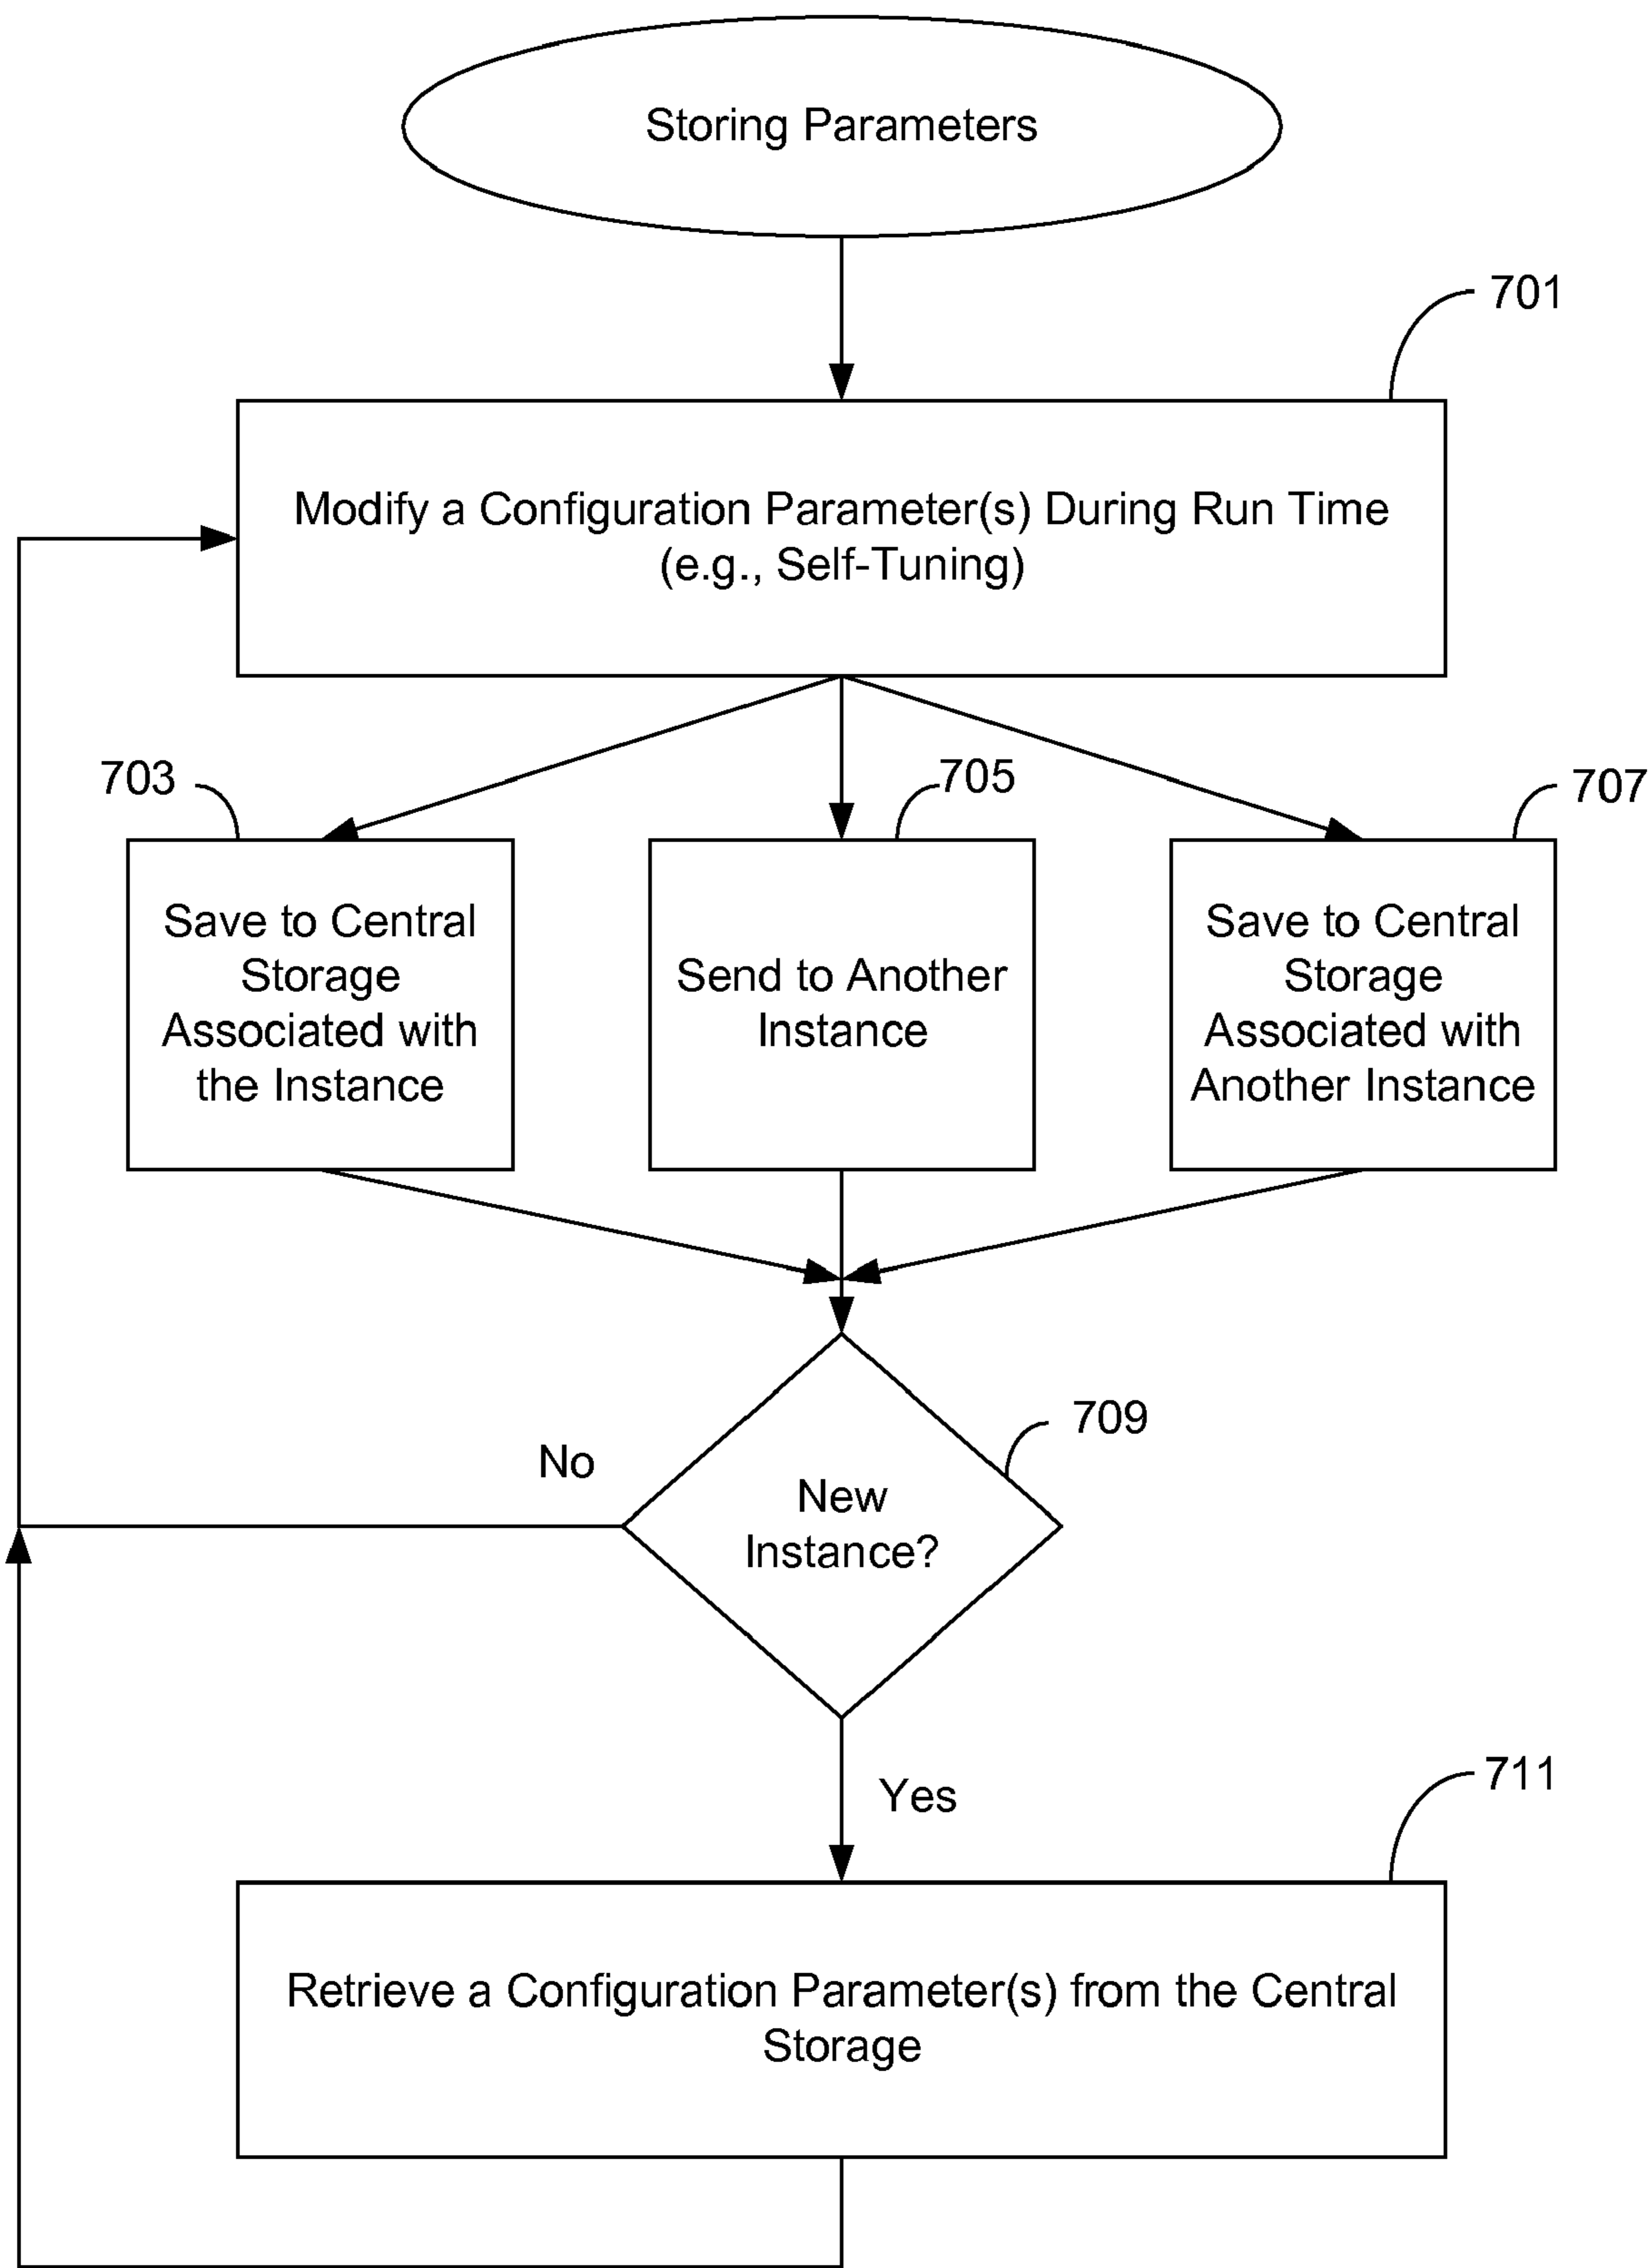 Storing Parameters
701
Modify a Configuration Parameter(s) During Run Time
(e.g., Self-Tuning)
703
705
707
Save to Central
Storage
Associated with
the Instance
Send to Another
Instance
Save to Central
Storage
Associated with
Another Instance
709
No
New
Instance?
Yes
711
Retrieve a Configuration Parameter(s) from the Central
Storage